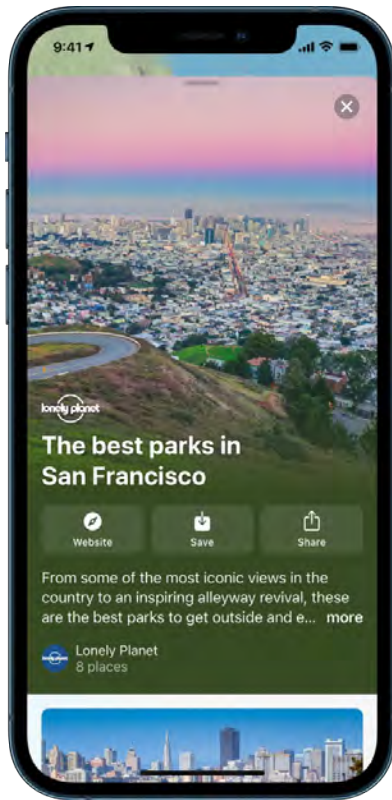 9:41
lonely planet
The best parks in
San Francisco
Website
Save
Share
From some of the most iconic views in the
country to an inspiring alleyway revival, these
are the best parks to get outside and e... more
Lonely Planet
8 places